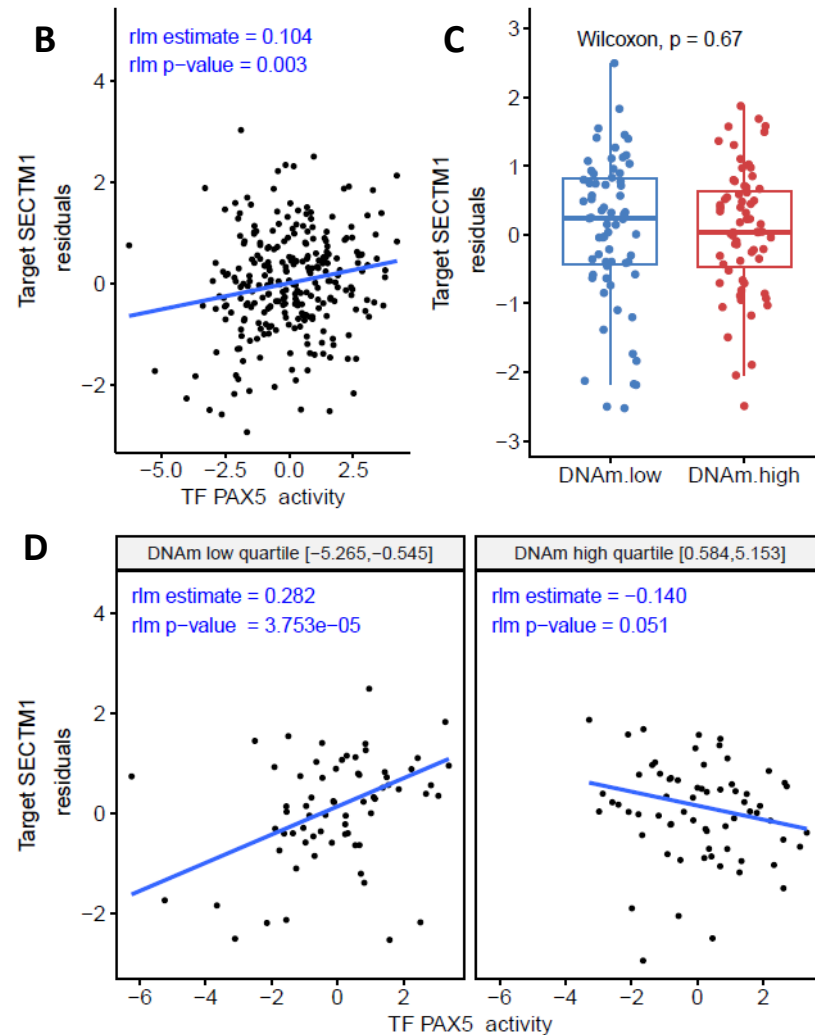 B
rlm estimate = 0.104
rlm p-value = 0.003
Target SECTM1
residuals
4
2
0
−2
−5.0 −2.5 0.0 2.5
TF PAX5 activity
C
Wilcoxon, p = 0.67
Target SECTM1
residuals
3
2
1
0
−1
−2
−3
DNAm.low DNAm.high
D
DNAm low quartile [−5.265,−0.545]
rlm estimate = 0.282
rlm p-value = 3.753e−05
Target SECTM1
residuals
4
2
0
−2
−6 −4 −2 0 2
DNAm high quartile [0.584,5.153]
rlm estimate = −0.140
rlm p-value = 0.051
−6 −4 −2 0 2
TF PAX5 activity